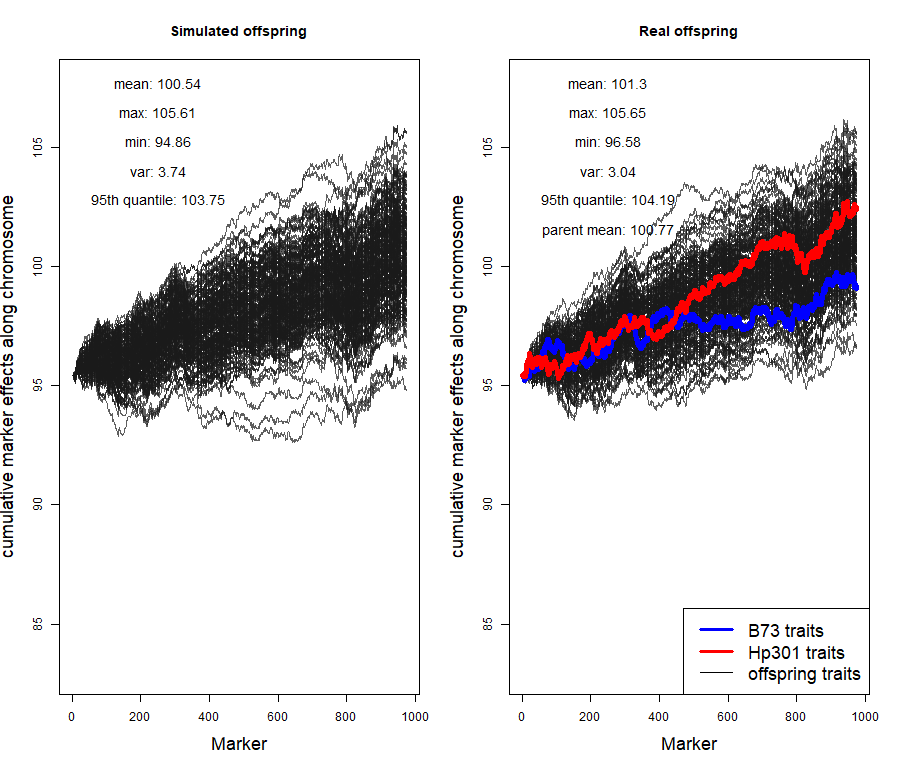 Simulated offspring
mean: 100.54
max: 105.61
min: 94.86
var: 3.74
95th quantile: 103.75
cumulative marker effects along chromosome
105
100
95
90
85
0 200 400 600 800 1000
Marker
Real offspring
mean: 101.3
max: 105.65
min: 96.58
var: 3.04
95th quantile: 104.19
parent mean: 100.77
cumulative marker effects along chromosome
105
100
95
90
85
B73 traits
Hp301 traits
offspring traits
0 200 400 600 800 1000
Marker